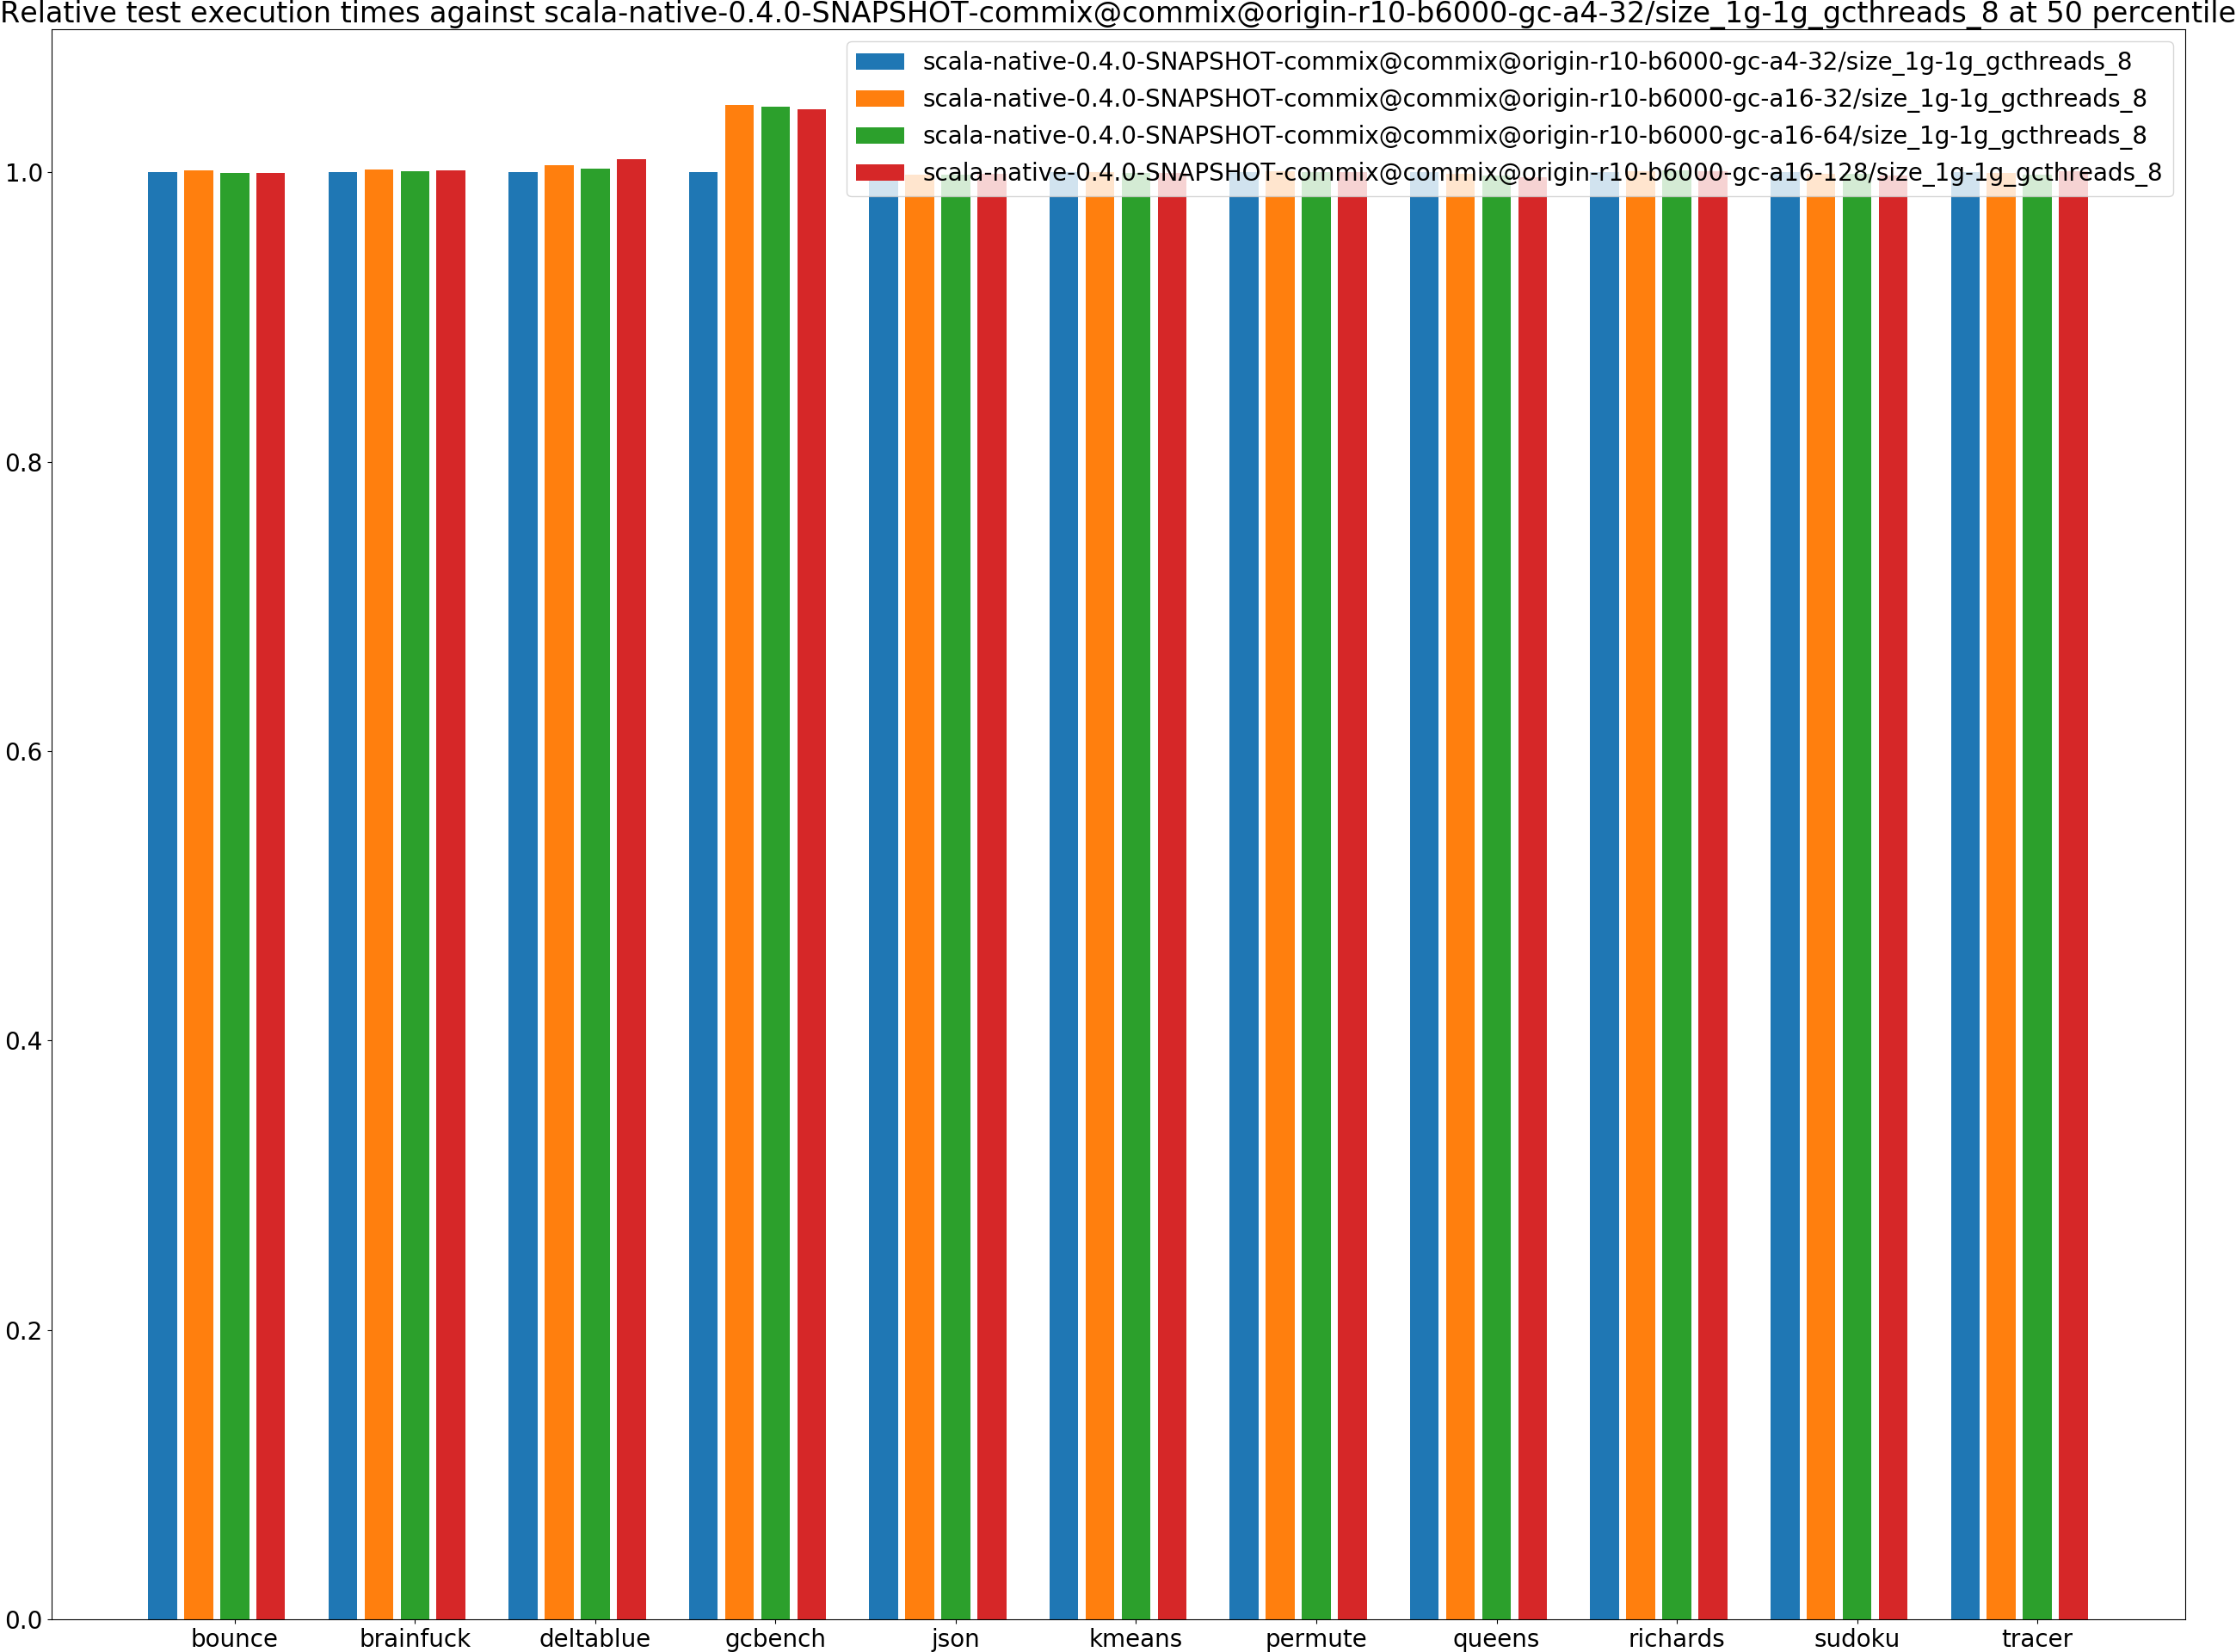 Relative test execution times against scala-native-0.4.0-SNAPSHOT-commix@commix@origin-r10-b6000-gc-a4-32/size_1g-1g_gcthreads_8 at 50 percentile
scala-native-0.4.0-SNAPSHOT-commix@commix@origin-r10-b6000-gc-a4-32/size_1g-1g_gcthreads_8
scala-native-0.4.0-SNAPSHOT-commix@commix@origin-r10-b6000-gc-a16-32/size_1g-1g_gcthreads_8
scala-native-0.4.0-SNAPSHOT-commix@commix@origin-r10-b6000-gc-a16-64/size_1g-1g_gcthreads_8
scala-native-0.4.0-SNAPSHOT-commix@commix@origin-r10-b6000-gc-a16-128/size_1g-1g_gcthreads_8
1.0
0.8
0.6
0.4
0.2
0.0
bounce brainfuck deltablue gcbench json kmeans permute queens richards sudoku tracer